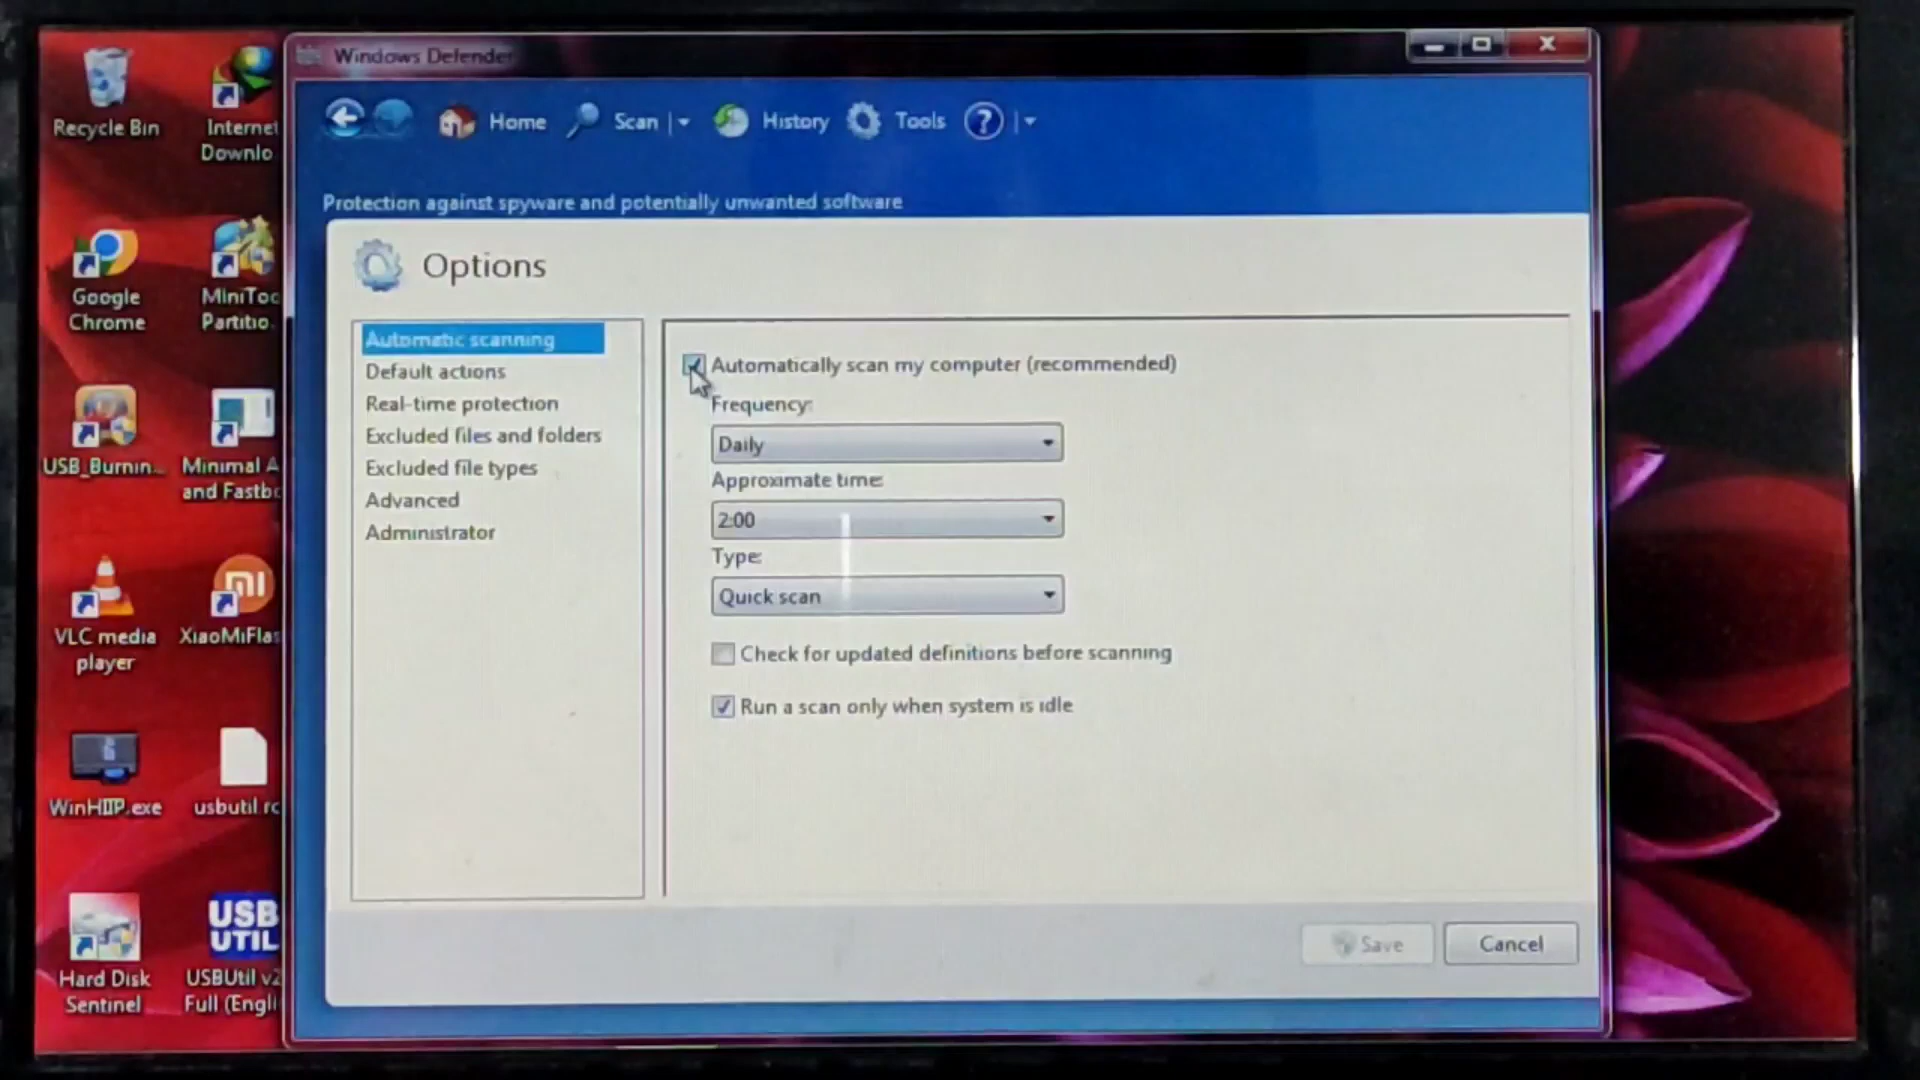 Windows Defender
Recycle Bin
Internet
Downlo
Home
Scan
History
Tools
Protection against spyware and potentially unwanted software
Options
Google
Chrome
MiniToo
Partitio
Automatic scanning
Default actions
Real-time protection
Excluded files and folders
Excluded file types
Advanced
Administrator
Automatically scan my computer (recommended)
Frequency:
Daily
Approximate time:
2:00
Type:
Quick scan
Check for updated definitions before scanning
Run a scan only when system is idle
USB_Burnin...
Minimal A
and Fastbo
VLC media
player
XiaoMiFlas
WinHIIP.exe
usbutil.rc
Hard Disk
Sentinel
USB
UTIL
USBUtil v2
Full (Engli
Save
Cancel